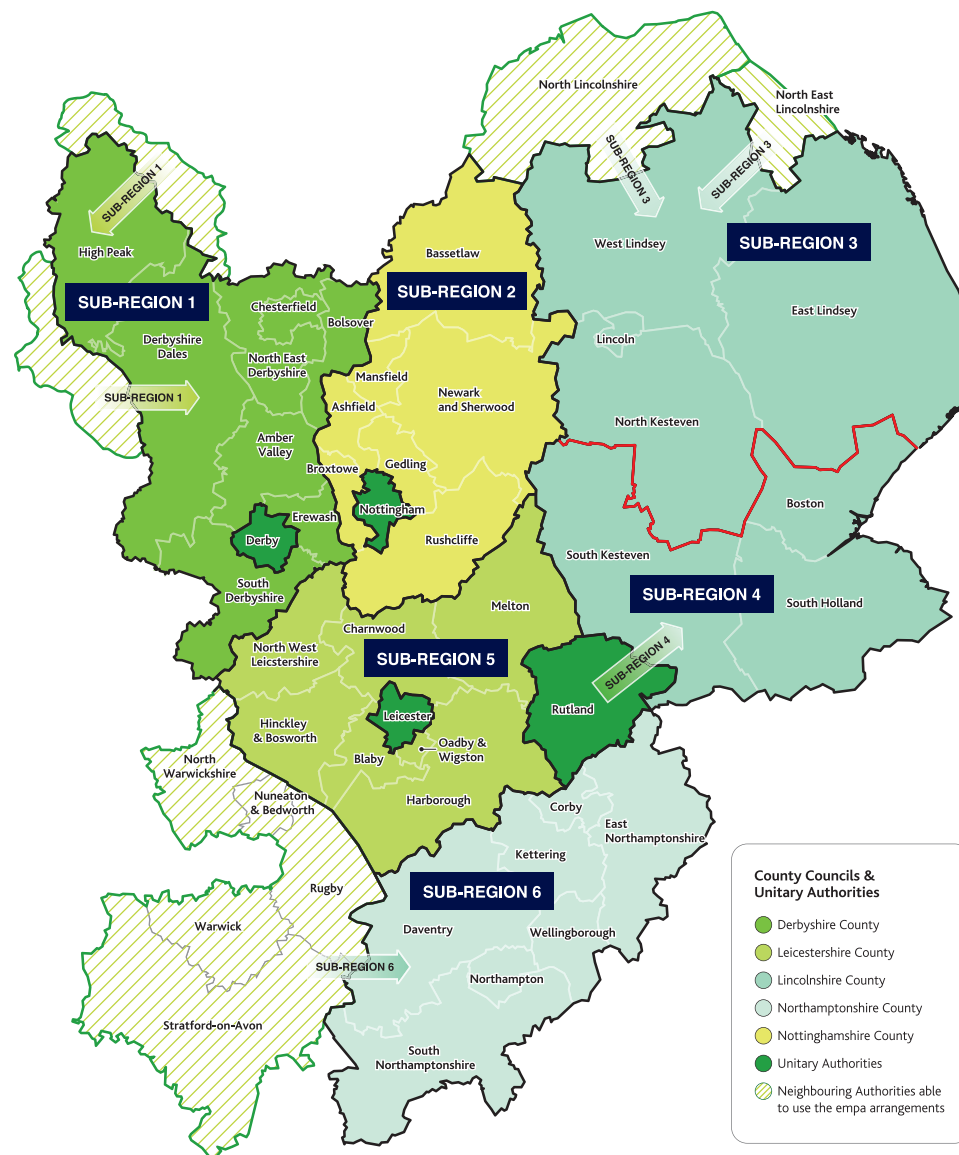 North Lincolnshire
North East
Lincolnshire
SUB-REGION 1
SUB-REGION 3
SUB-REGION 3
High Peak
West Lindsey
SUB-REGION 3
Bassetlaw
SUB-REGION 1
SUB-REGION 2
Chesterfield
Bolsover
East Lindsey
Derbyshire
Dales
Lincoln
North East
Derbyshire
Mansfield
SUB-REGION 1
Newark
and Sherwood
Ashfield
North Kesteven
Amber
Valley
Broxtowe
Gedling
Boston
Nottingham
Erewash
Derby
Rushcliffe
South Kesteven
South
Derbyshire
SUB-REGION 4
South Holland
Melton
Charnwood
North West
Leicstershire
SUB-REGION 5
SUB-REGION 4
Rutland
Leicester
Hinckley
& Bosworth
Oadby &
Wigston
Blaby
North
Warwickshire
Nuneaton
& Bedworth
Harborough
Corby
East
Northamptonshire
Kettering
Rugby
SUB-REGION 6
Warwick
Daventry
Wellingborough
SUB-REGION 6
Northampton
Stratford-on-Avon
South
Northamptonshire
County Councils &
Unitary Authorities
Derbyshire County
Leicestershire County
Lincolnshire County
Northamptonshire County
Nottinghamshire County
Unitary Authorities
Neighbouring Authorities able
to use the empa arrangements